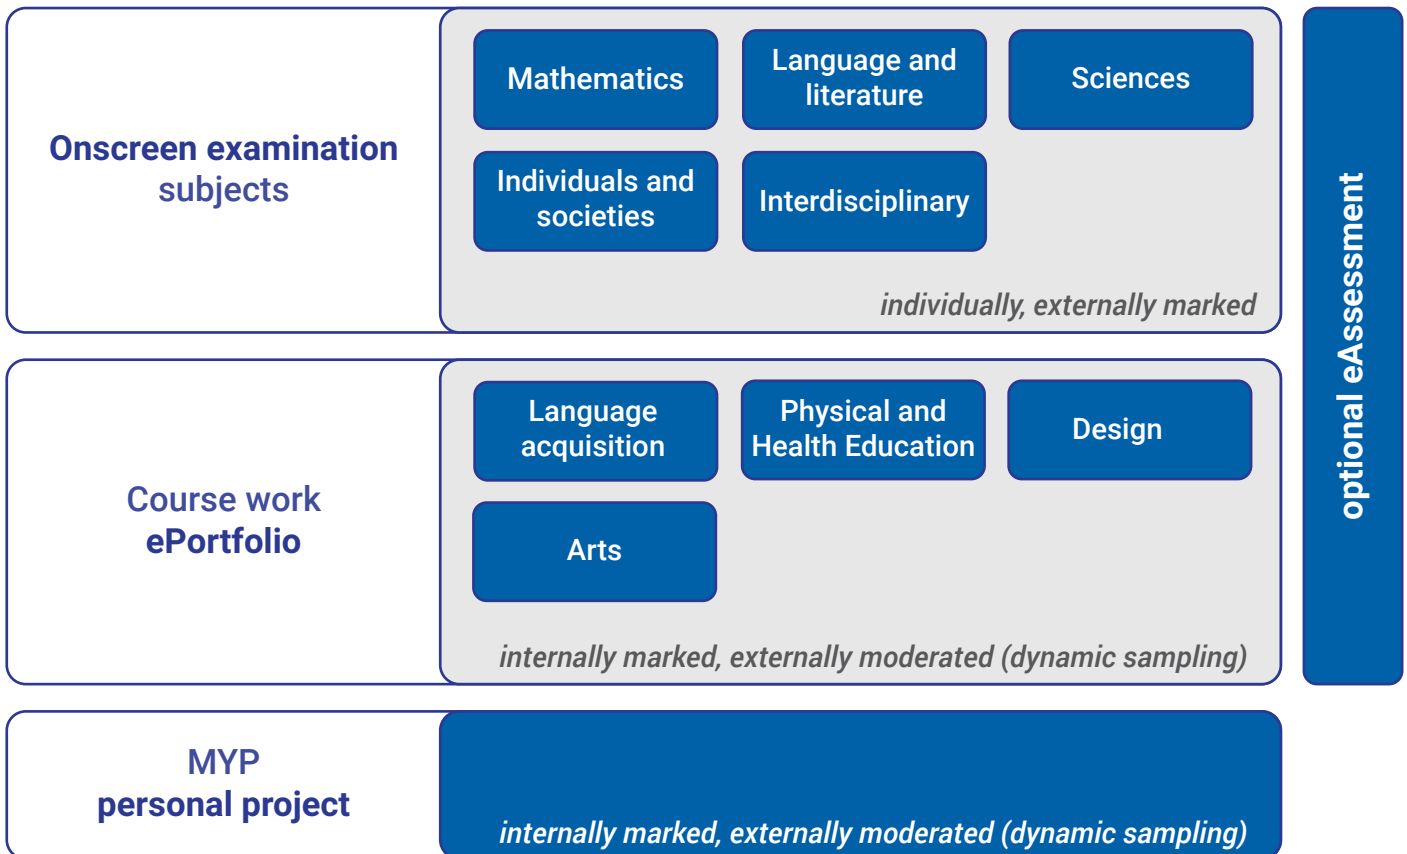 Onscreen examination
subjects
Mathematics
Language and
literature
Sciences
Individuals and
societies
Interdisciplinary
individually, externally marked
Course work
ePortfolio
Language
acquisition
Physical and
Health Education
Design
Arts
internally marked, externally moderated (dynamic sampling)
MYP
personal project
internally marked, externally moderated (dynamic sampling)
optional eAssessment